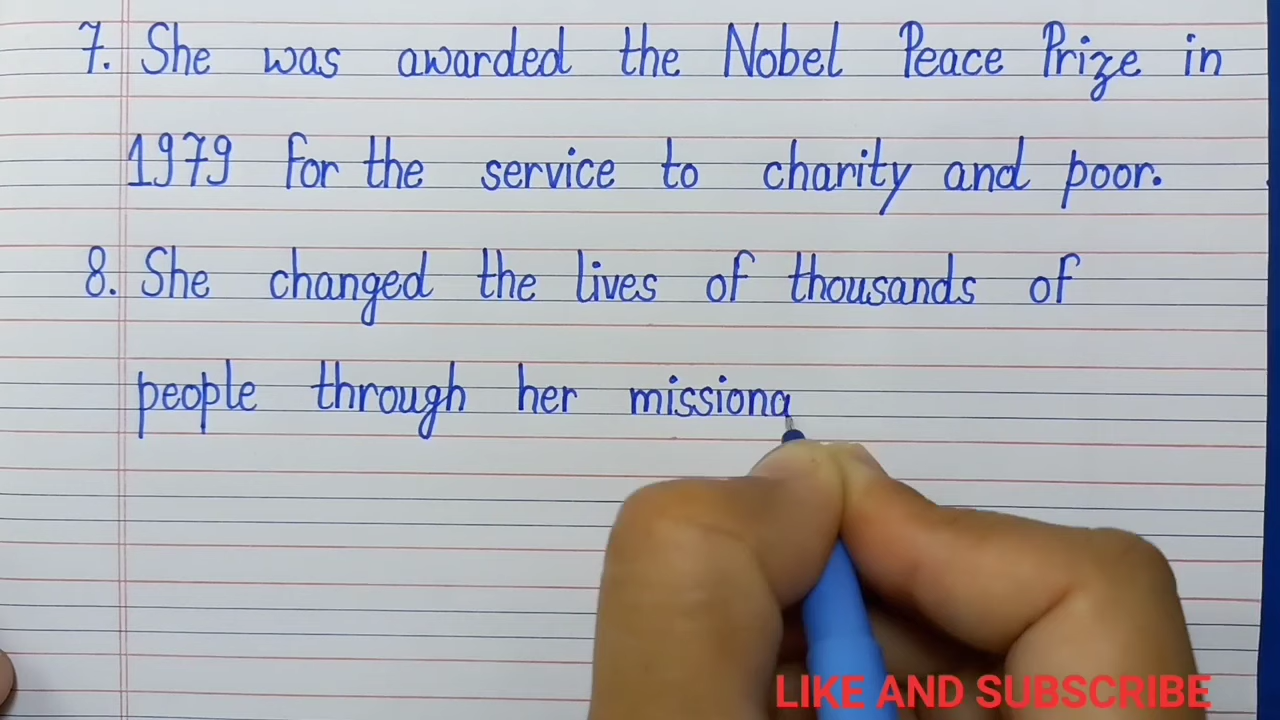 7. She was awarded the Nobel Peace Prize in
1979 for the service to charity and poor.
8. She changed the lives of thousands of
people through her missiona
LIKE AND SUBSCRIBE